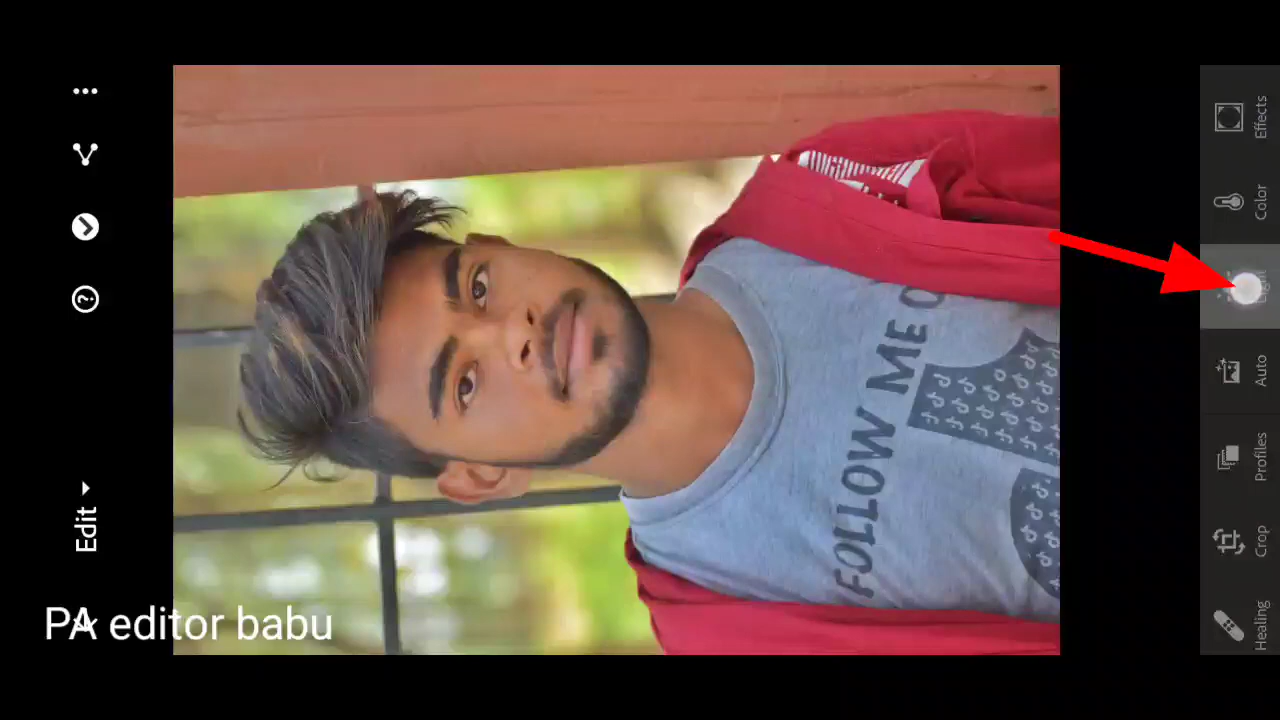 Edit
PA editor babu
FOLLOW ME
Effects
Color
Light
Auto
Profiles
Crop
Healing